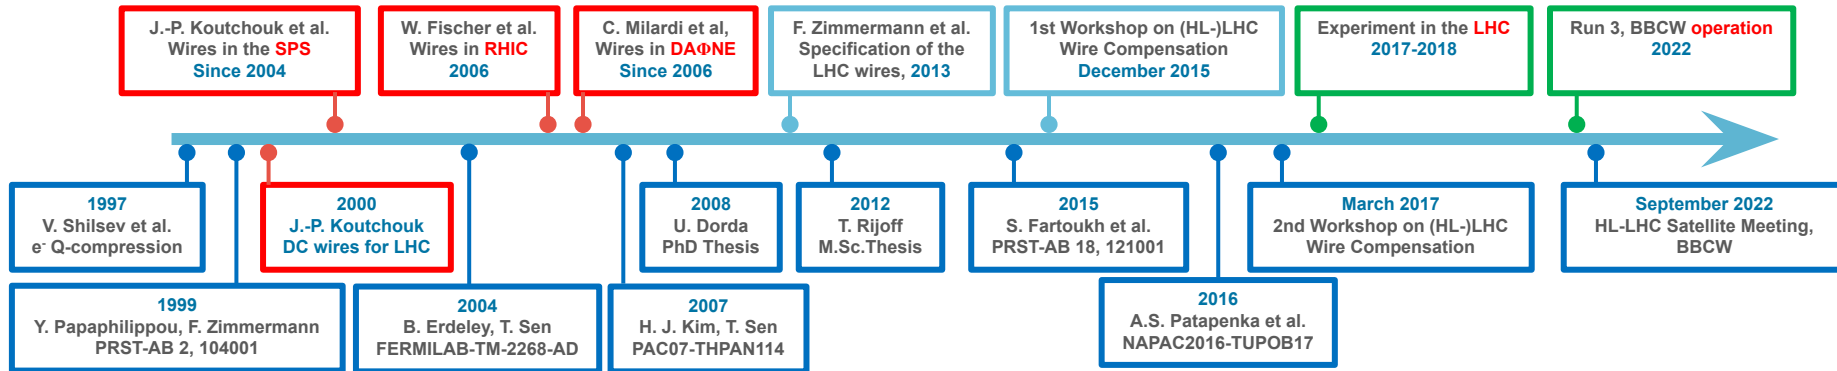 J.-P. Koutchouk et al.
Wires in the SPS
Since 2004
W. Fischer et al.
Wires in RHIC
2006
C. Milardi et al,
Wires in DAΦNE
Since 2006
F. Zimmermann et al.
Specification of the
LHC wires, 2013
1st Workshop on (HL-)LHC
Wire Compensation
December 2015
Experiment in the LHC
2017-2018
Run 3, BBCW operation
2022
1997
V. Shilsev et al.
e- Q-compression
2000
J.-P. Koutchouk
DC wires for LHC
2008
U. Dorda
PhD Thesis
2012
T. Rijoff
M.Sc.Thesis
2015
S. Fartoukh et al.
PRST-AB 18, 121001
March 2017
2nd Workshop on (HL-)LHC
Wire Compensation
September 2022
HL-LHC Satellite Meeting,
BBCW
1999
Y. Papaphilippou, F. Zimmermann
PRST-AB 2, 104001
2004
B. Erdeley, T. Sen
FERMILAB-TM-2268-AD
2007
H. J. Kim, T. Sen
PAC07-THPAN114
2016
A.S. Patapenka et al.
NAPAC2016-TUPOB17